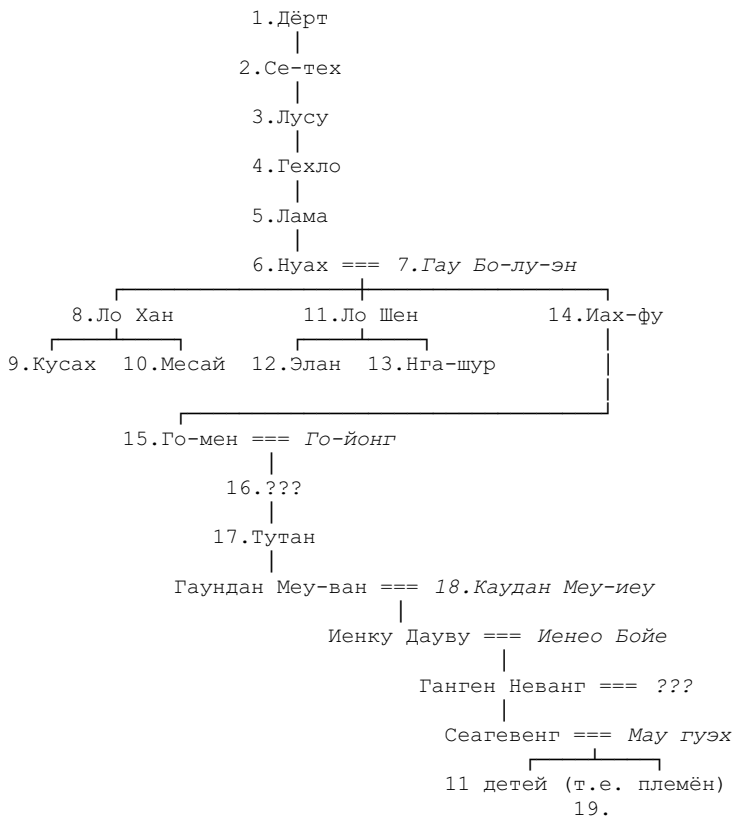 1.Дёрт
2.Се-тех
3.Лусу
4.Гехло
5.Лама
6.Нуах === 7.Гау Бо-лу-эн
8.Ло Хан 11.Ло Шен 14.Иах-фу
9.Кусах 10.Месай 12.Элан 13.Нга-шур
15.Го-мен === Го-йонг
16.???
17.Тутан
Гаундан Меу-ван === 18.Каудан Меу-иеу
Иенку Дауву === Иенео Бойе
Ганген Неванг === ???
Сеагевенг === Мау гуэх
11 детей (т.е. племён)
19.